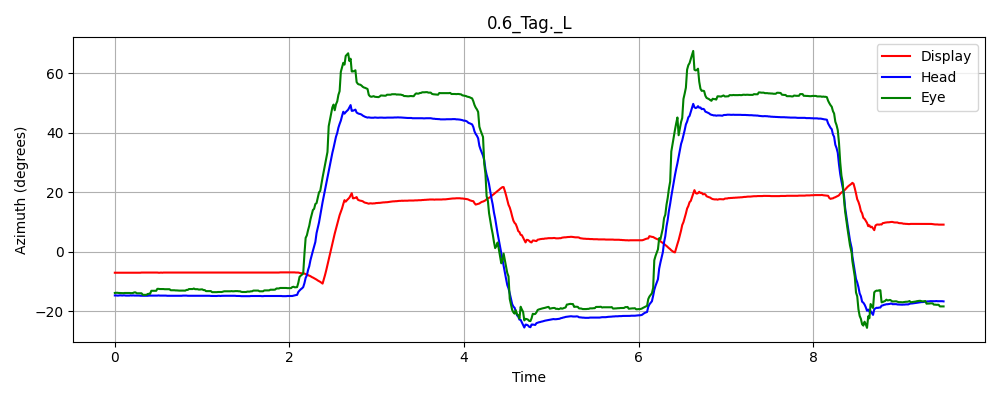 0.6_Tag._L
Display
Head
Eye
Azimuth (degrees)
60
40
20
0
−20
0 2 4 6 8
Time